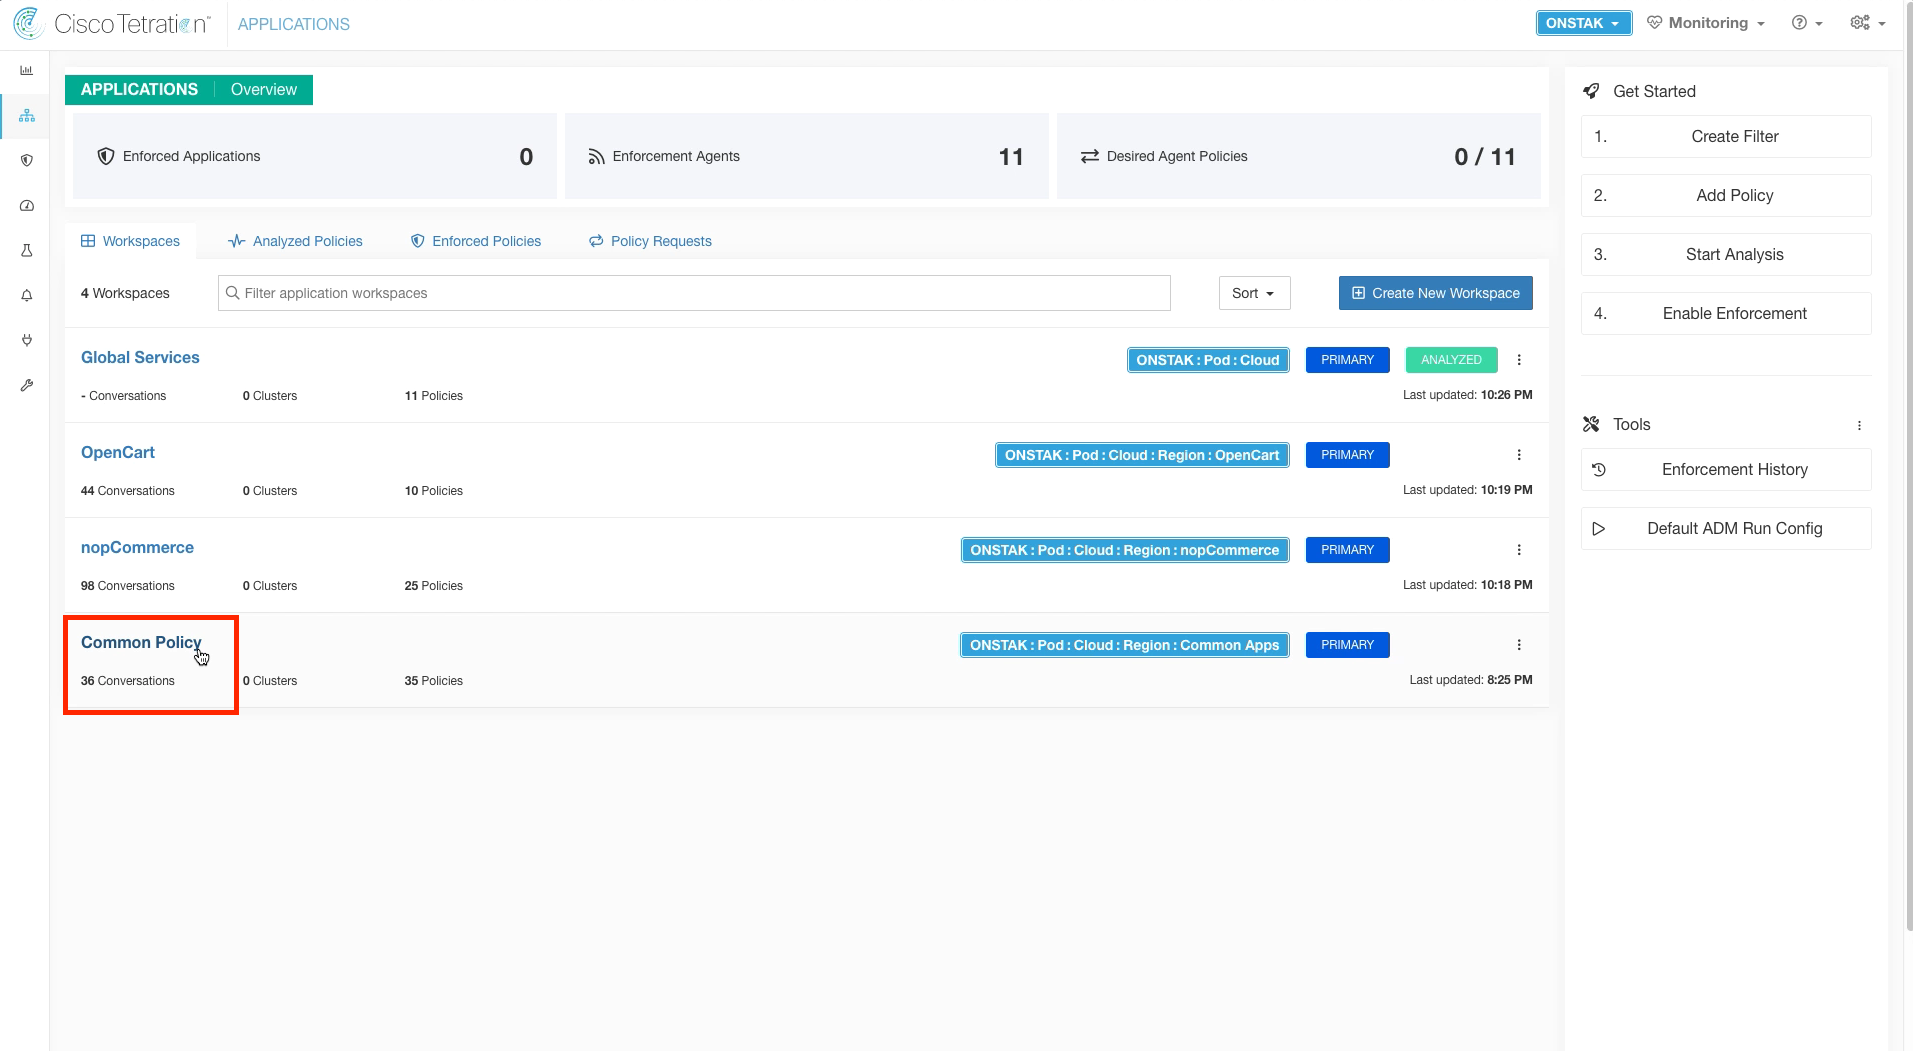 Cisco Tetration™ APPLICATIONS ONSTAK Monitoring
APPLICATIONS Overview
Enforced Applications 0 Enforcement Agents 11 Desired Agent Policies 0 / 11
Workspaces Analyzed Policies Enforced Policies Policy Requests
4 Workspaces Filter application workspaces Sort Create New Workspace
Global Services ONSTAK : Pod : Cloud PRIMARY ANALYZED
- Conversations 0 Clusters 11 Policies Last updated: 10:26 PM
OpenCart ONSTAK : Pod : Cloud : Region : OpenCart PRIMARY
44 Conversations 0 Clusters 10 Policies Last updated: 10:19 PM
nopCommerce ONSTAK : Pod : Cloud : Region : nopCommerce PRIMARY
98 Conversations 0 Clusters 25 Policies Last updated: 10:18 PM
Common Policy ONSTAK : Pod : Cloud : Region : Common Apps PRIMARY
36 Conversations 0 Clusters 35 Policies Last updated: 8:25 PM
Get Started
1. Create Filter
2. Add Policy
3. Start Analysis
4. Enable Enforcement
Tools
Enforcement History
Default ADM Run Config